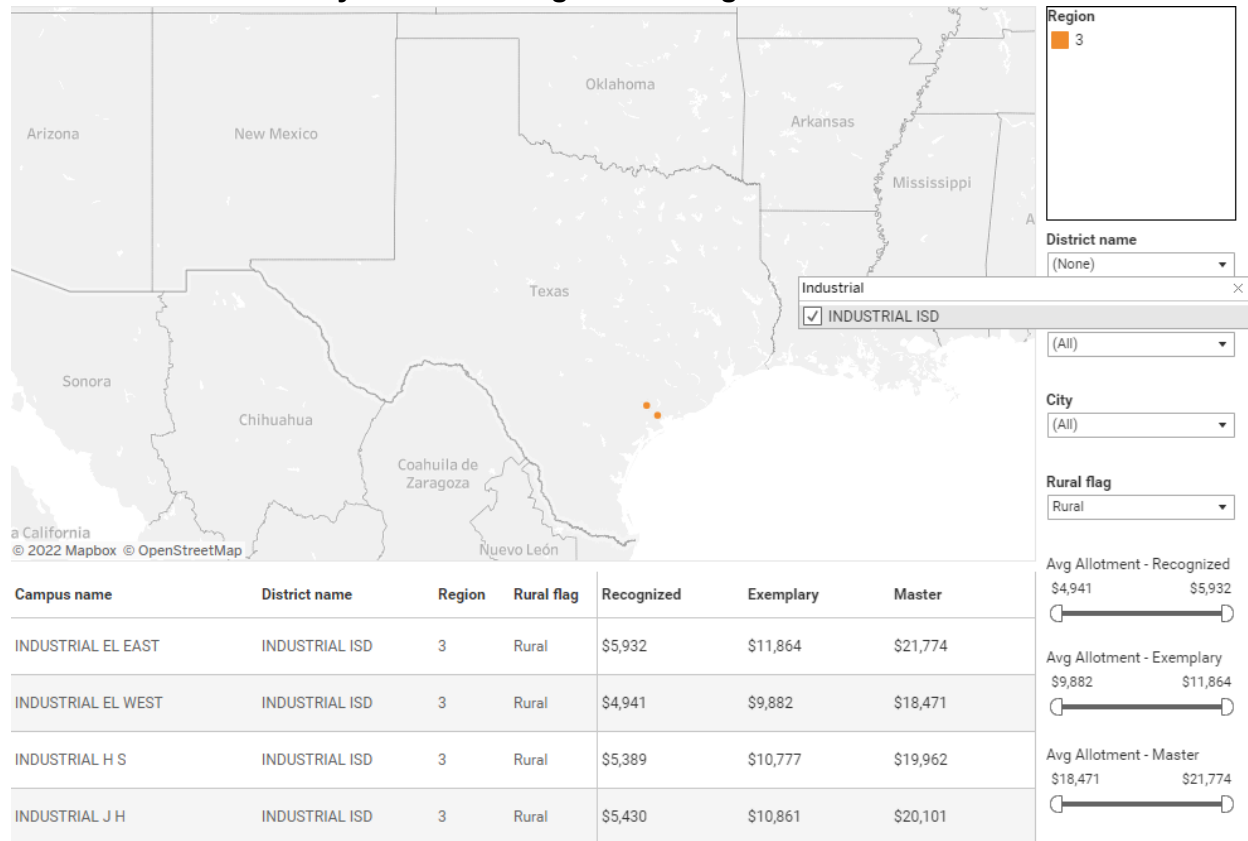 Region
3
Oklahoma
Arizona
New Mexico
Arkansas
Mississippi
A
Texas
Sonora
Chihuahua
Coahuila de
Zaragoza
a California
Nuevo León
© 2022 Mapbox © OpenStreetMap
District name
(None)
Industrial
INDUSTRIAL ISD
(All)
City
(All)
Rural flag
Rural
Avg Allotment - Recognized
$4,941 $5,932
Avg Allotment - Exemplary
$9,882 $11,864
Avg Allotment - Master
$18,471 $21,774
Campus name District name Region Rural flag Recognized Exemplary Master
INDUSTRIAL EL EAST INDUSTRIAL ISD 3 Rural $5,932 $11,864 $21,774
INDUSTRIAL EL WEST INDUSTRIAL ISD 3 Rural $4,941 $9,882 $18,471
INDUSTRIAL H S INDUSTRIAL ISD 3 Rural $5,389 $10,777 $19,962
INDUSTRIAL J H INDUSTRIAL ISD 3 Rural $5,430 $10,861 $20,101